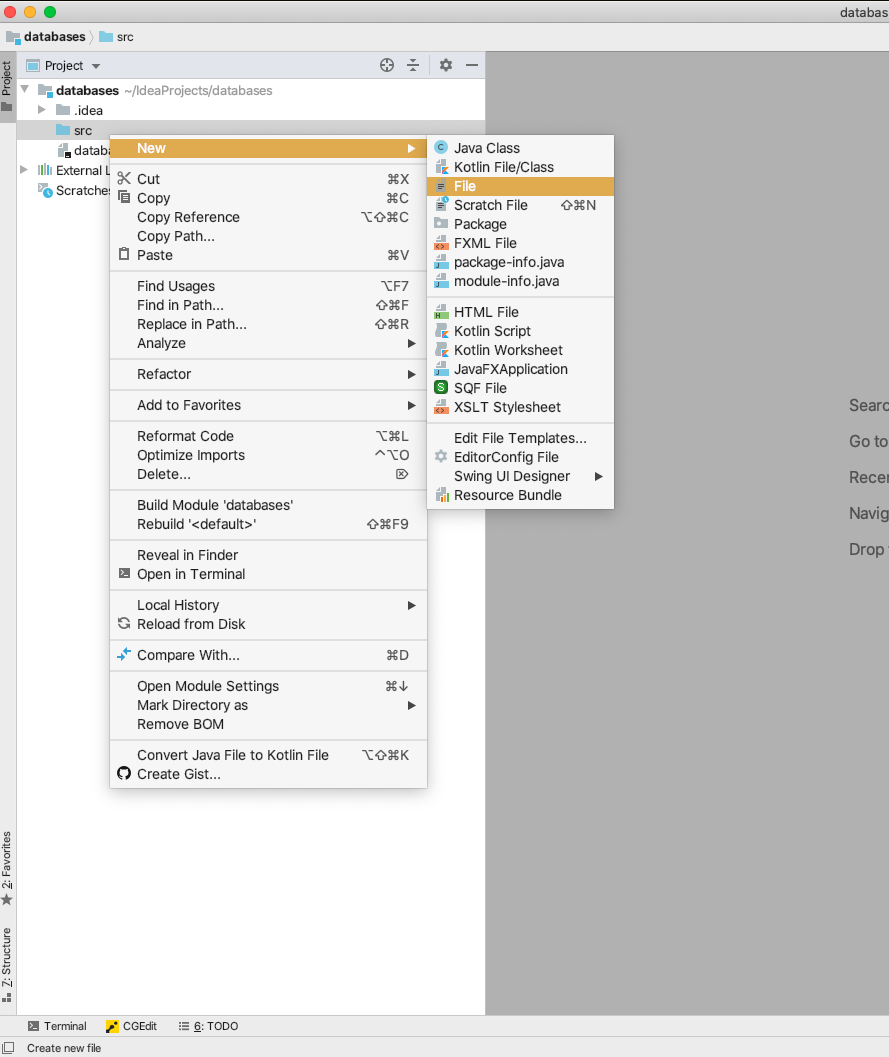 databas
databases src
Project
Project
databases ~/IdeaProjects/databases
.idea
src
databa
External L
Scratches
New
Cut ⌘X
Copy ⌘C
Copy Reference ⌥⇧⌘C
Copy Path...
Paste ⌘V
Find Usages ⌥F7
Find in Path... ⇧⌘F
Replace in Path... ⇧⌘R
Analyze
Refactor
Add to Favorites
Reformat Code ⌥⌘L
Optimize Imports ^⌥O
Delete... ⌦
Build Module 'databases'
Rebuild '<default>' ⇧⌘F9
Reveal in Finder
Open in Terminal
Local History
Reload from Disk
Compare With... ⌘D
Open Module Settings ⌘↓
Mark Directory as
Remove BOM
Convert Java File to Kotlin File ⌥⇧⌘K
Create Gist...
Java Class
Kotlin File/Class
File
Scratch File ⇧⌘N
Package
FXML File
package-info.java
module-info.java
HTML File
Kotlin Script
Kotlin Worksheet
JavaFXApplication
SQF File
XSLT Stylesheet
Edit File Templates...
EditorConfig File
Swing UI Designer
Resource Bundle
Searc
Go to
Recen
Navig
Drop
2: Favorites
7: Structure
Terminal CGEdit 6: TODO
Create new file